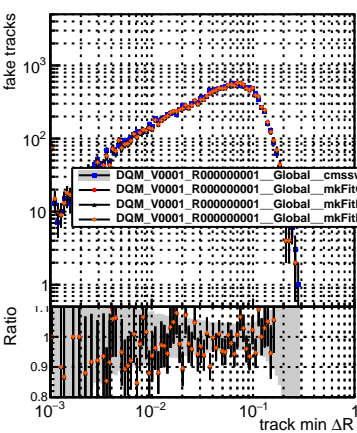 fake tracks
10³
10²
10
1
DQM_V0001_R000000001__Global__cmssw
DQM_V0001_R000000001__Global__mkFit
DQM_V0001_R000000001__Global__mkFit
DQM_V0001_R000000001__Global__mkFit
Ratio
1.1
1
0.9
0.8
10⁻³ 10⁻² 10⁻¹ 1
track min ΔR